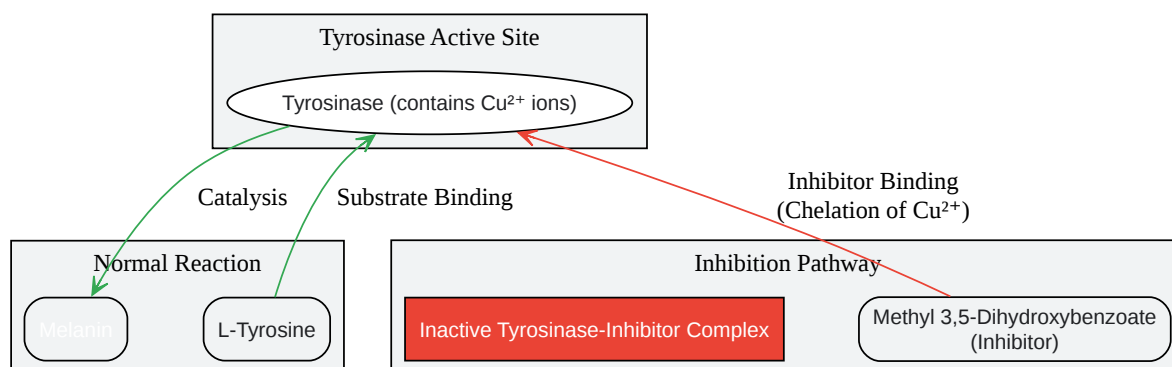 Tyrosinase Active Site
Tyrosinase (contains Cu²⁺ ions)
Catalysis
Substrate Binding
Inhibitor Binding
(Chelation of Cu²⁺)
Normal Reaction
Melanin
L-Tyrosine
Inhibition Pathway
Inactive Tyrosinase-Inhibitor Complex
Methyl 3,5-Dihydroxybenzoate
(Inhibitor)